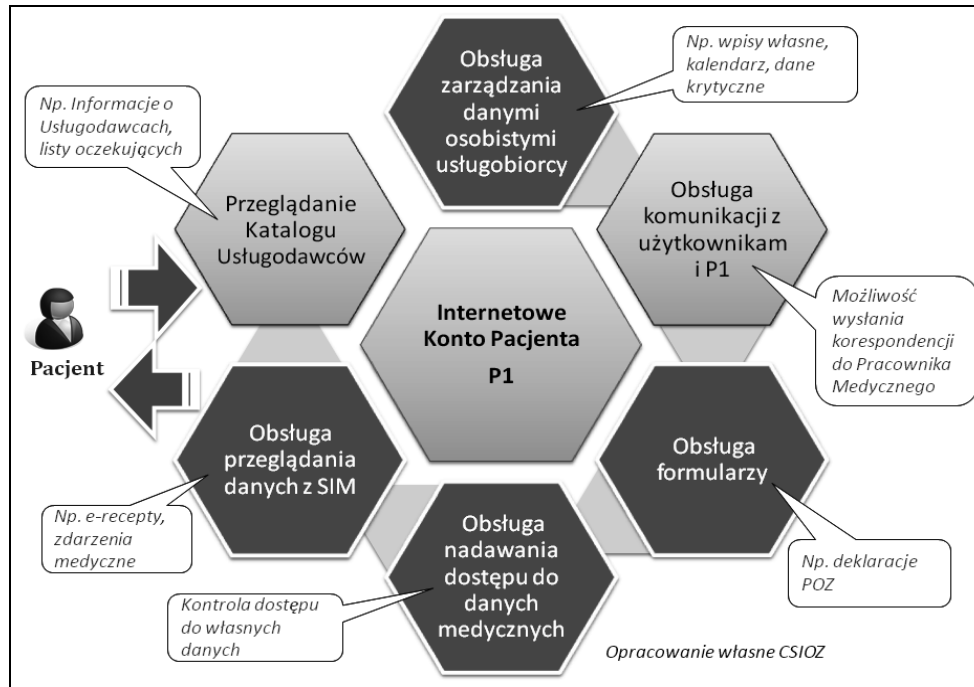 Obsługa
zarządzania
danymi
osobistymi
usługobiorcy
Np. wpisy własne,
kalendarz, dane
krytyczne
Np. Informacje o
Usługodawcach,
listy oczekujących
Przeglądanie
Katalogu
Usługodawców
Obsługa
komunikacji z
użytkownikam
i P1
Internetowe
Konto Pacjenta
P1
Możliwość
wysłania
korespondencji
do Pracownika
Medycznego
Pacjent
Obsługa
przeglądania
danych z SIM
Obsługa
formularzy
Np. e-recepty,
zdarzenia
medyczne
Obsługa
nadawania
dostępu do
danych
medycznych
Np. deklaracje
POZ
Kontrola dostępu
do własnych
danych
Opracowanie własne CSIOZ